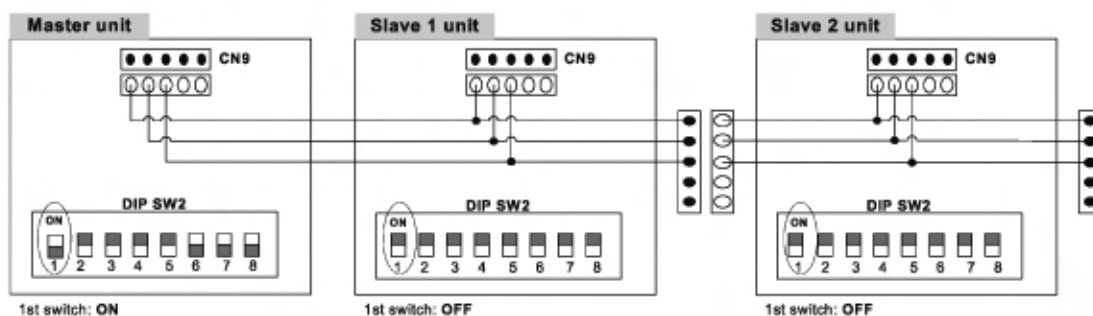 Master unit
CN9
DIP SW2
ON
1 2 3 4 5 6 7 8
1st switch: ON
Slave 1 unit
CN9
DIP SW2
ON
1 2 3 4 5 6 7 8
1st switch: OFF
Slave 2 unit
CN9
DIP SW2
ON
1 2 3 4 5 6 7 8
1st switch: OFF